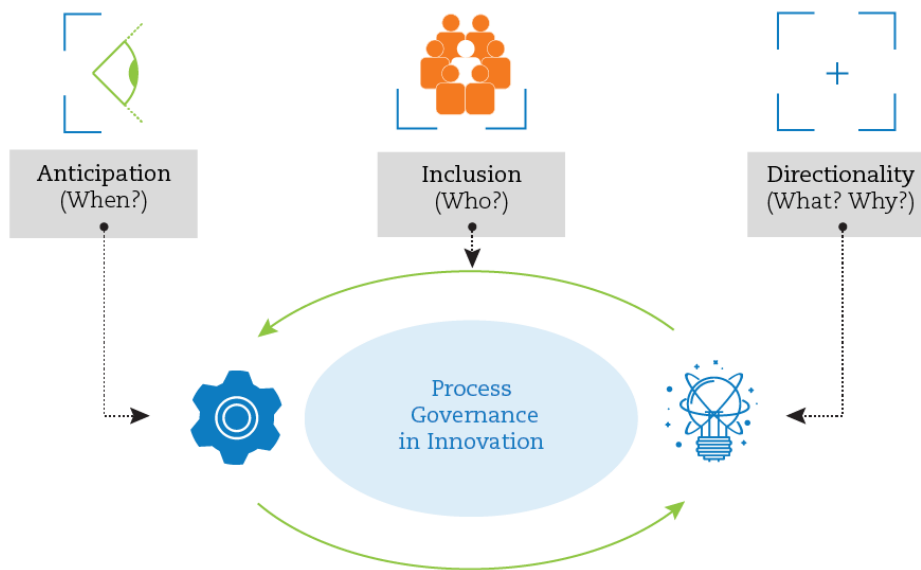 Anticipation
(When?)
Inclusion
(Who?)
Directionality
(What? Why?)
Process
Governance
in Innovation